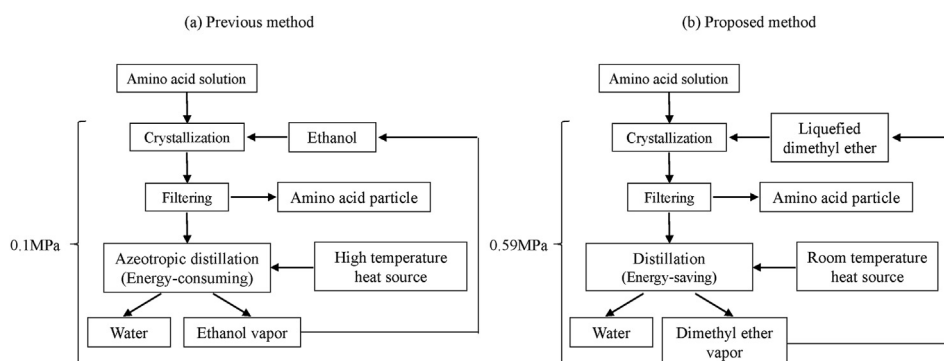 (a) Previous method
Amino acid solution
Crystallization
Ethanol
Filtering
Amino acid particle
0.1MPa
Azeotropic distillation
(Energy-consuming)
High temperature
heat source
Water
Ethanol vapor
(b) Proposed method
Amino acid solution
Crystallization
Liquefied
dimethyl ether
Filtering
Amino acid particle
0.59MPa
Distillation
(Energy-saving)
Room temperature
heat source
Water
Dimethyl ether
vapor